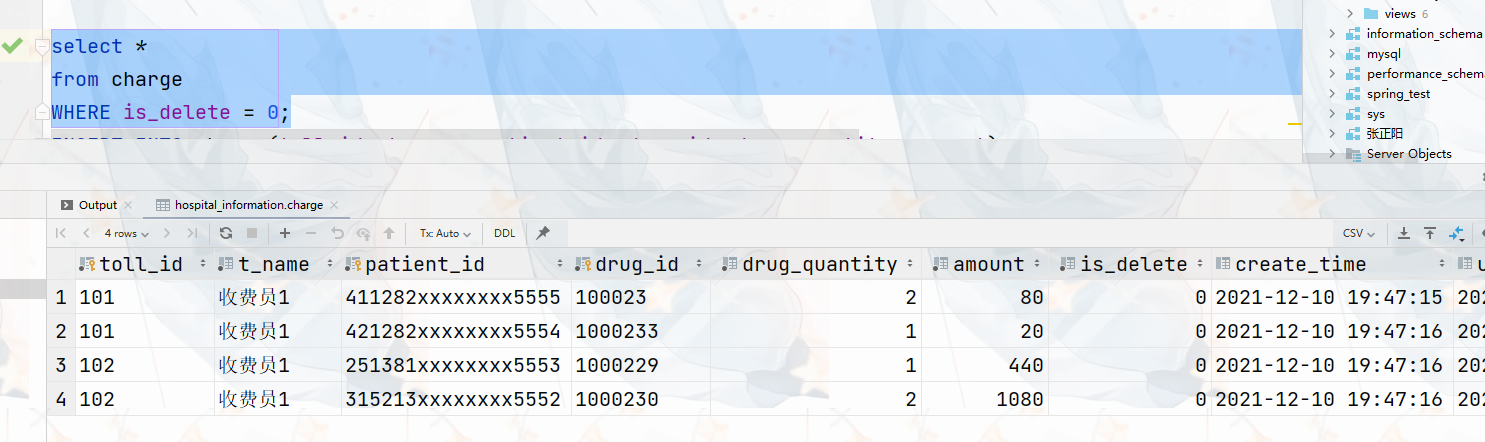 views 6
information_schema
mysql
performance_schema
spring_test
sys
张正阳
Server Objects
select *
from charge
WHERE is_delete = 0;
Output
hospital_information.charge
4 rows
Tx: Auto
DDL
CSV
toll_id t_name patient_id drug_id drug_quantity amount is_delete create_time u
1 101 收费员1 411282xxxxxxxx5555 100023 2 80 0 2021-12-10 19:47:15 202
2 101 收费员1 421282xxxxxxxx5554 1000233 1 20 0 2021-12-10 19:47:16 202
3 102 收费员1 251381xxxxxxxx5553 1000229 1 440 0 2021-12-10 19:47:16 202
4 102 收费员1 315213xxxxxxxx5552 1000230 2 1080 0 2021-12-10 19:47:16 202